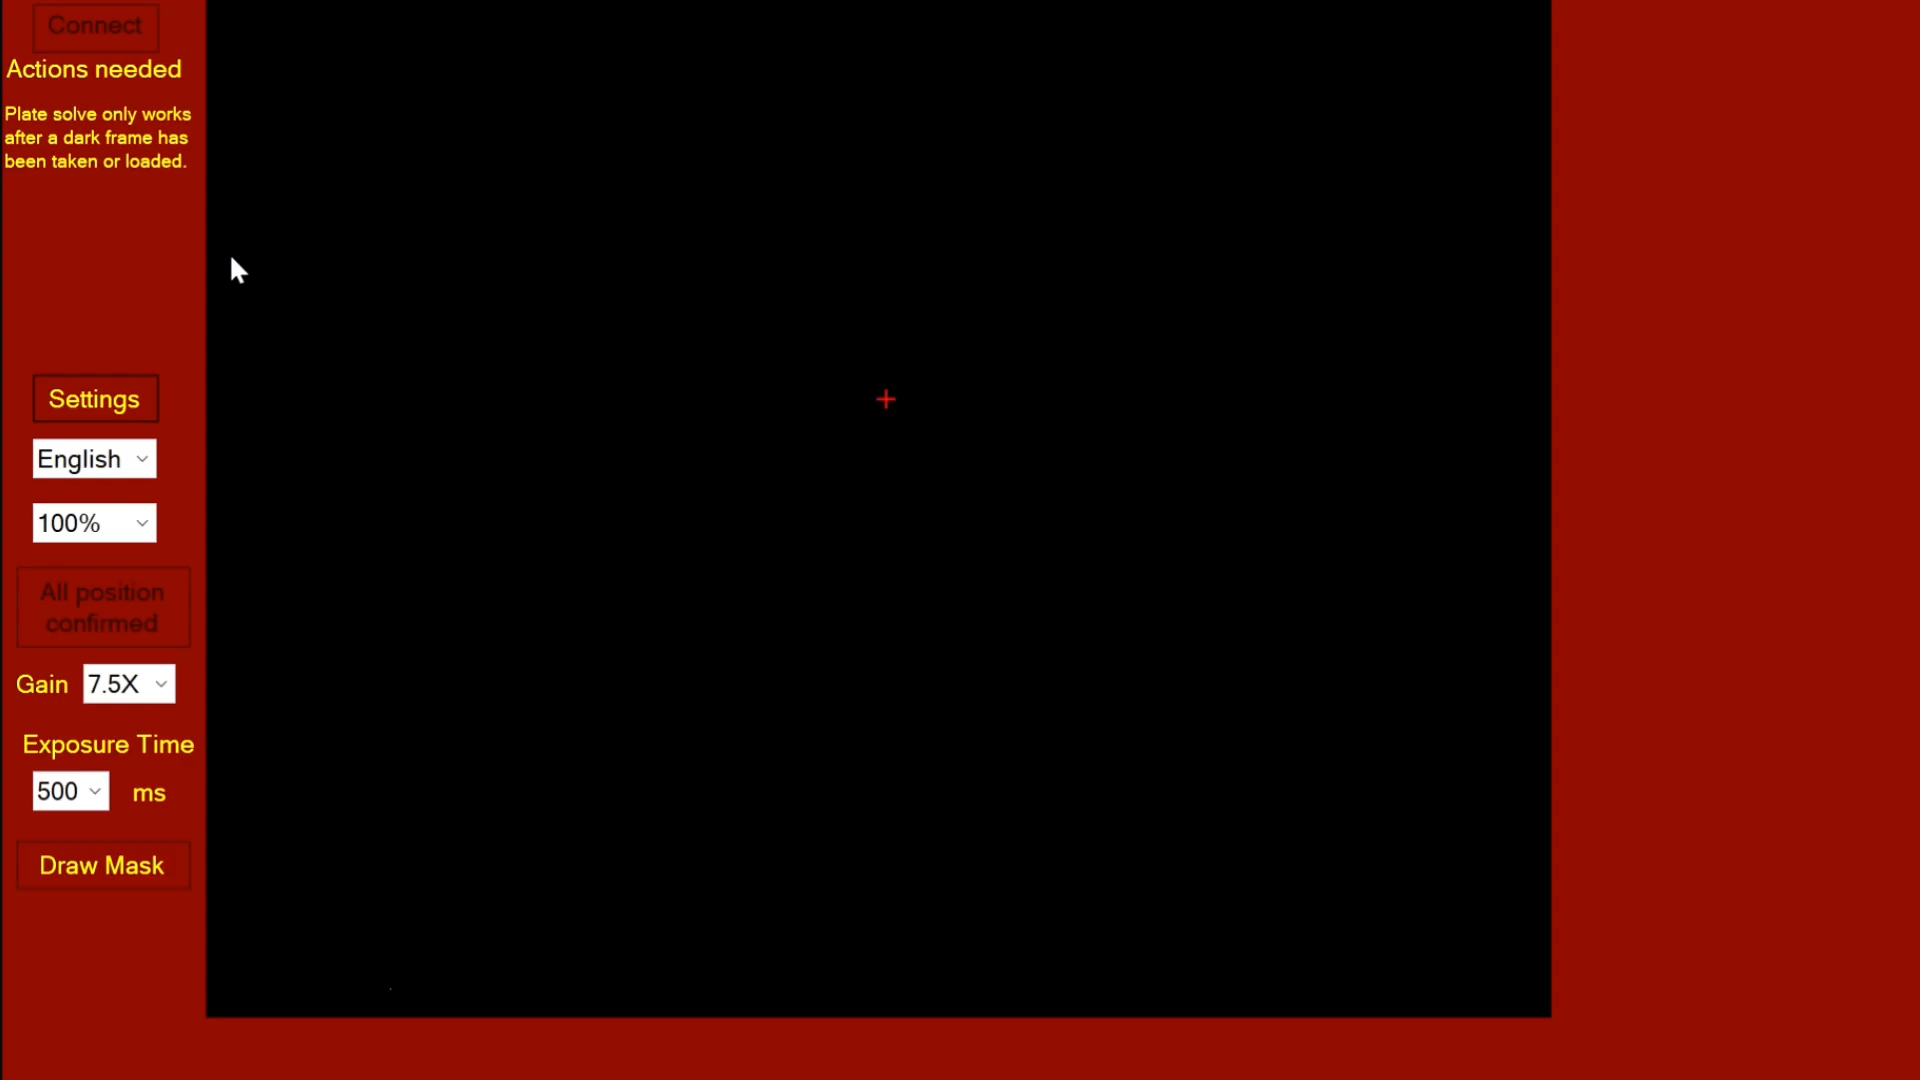 Connect
Actions needed
Plate solve only works
after a dark frame has
been taken or loaded.
Settings
English
100%
All position
confirmed
Gain 7.5X
Exposure Time
500 ms
Draw Mask